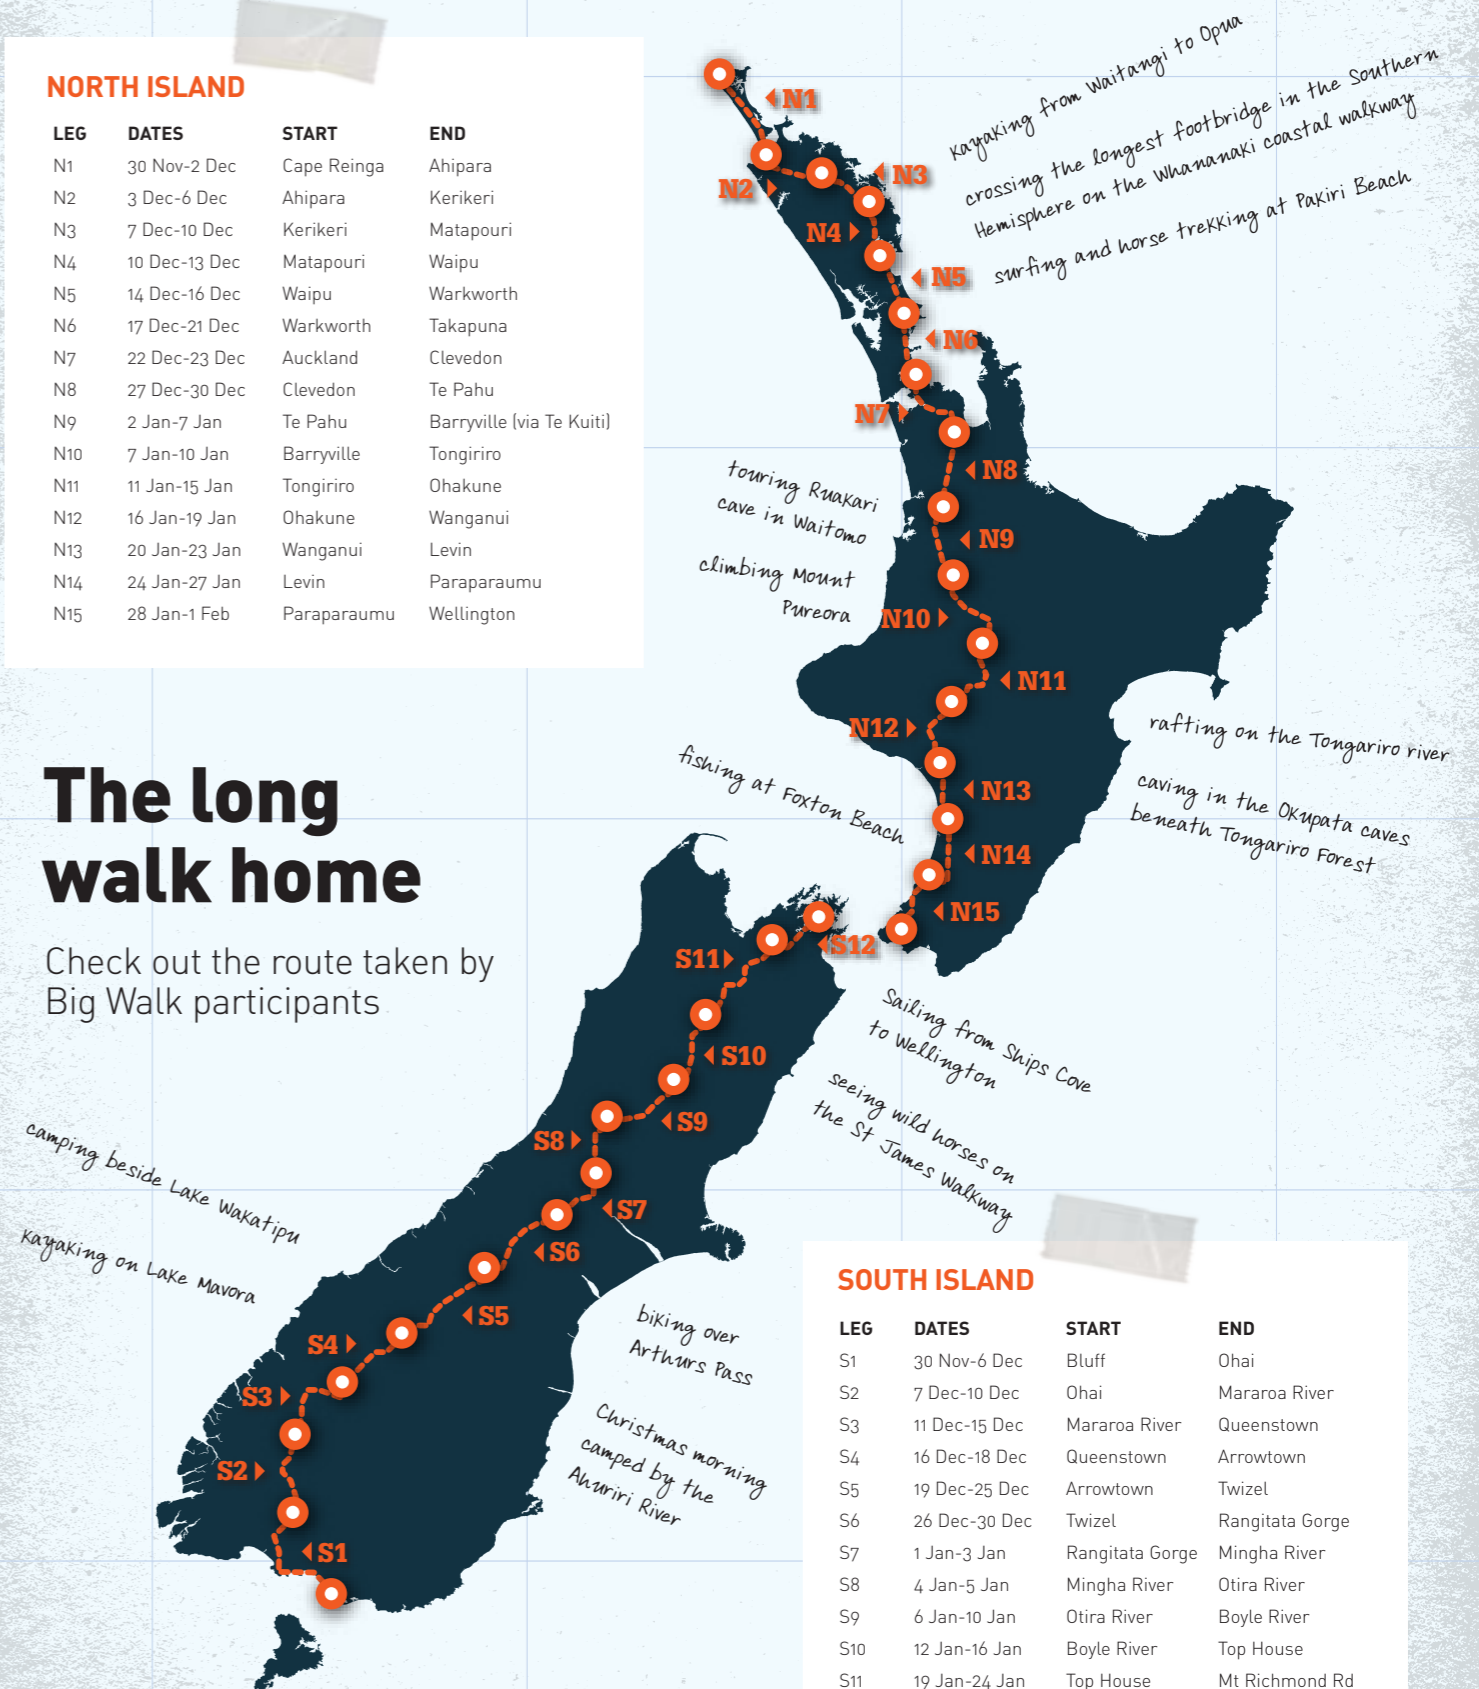 NORTH ISLAND
LEG DATES START END
N1 30 Nov-2 Dec Cape Reinga Ahipara
N2 3 Dec-6 Dec Ahipara Kerikeri
N3 7 Dec-10 Dec Kerikeri Matapouri
N4 10 Dec-13 Dec Matapouri Waipu
N5 14 Dec-16 Dec Waipu Warkworth
N6 17 Dec-21 Dec Warkworth Takapuna
N7 22 Dec-23 Dec Auckland Clevedon
N8 27 Dec-30 Dec Clevedon Te Pahu
N9 2 Jan-7 Jan Te Pahu Barryville (via Te Kuiti)
N10 7 Jan-10 Jan Barryville Tongiriro
N11 11 Jan-15 Jan Tongiriro Ohakune
N12 16 Jan-19 Jan Ohakune Wanganui
N13 20 Jan-23 Jan Wanganui Levin
N14 24 Jan-27 Jan Levin Paraparaumu
N15 28 Jan-1 Feb Paraparaumu Wellington
N1
N2
N3
N4
N5
N6
N7
N8
N9
N10
N11
N12
N13
N14
N15
kayaking from Waitangi to Opua
crossing the longest footbridge in the Southern
Hemisphere on the Whananaki coastal walkway
surfing and horse trekking at Pakiri Beach
touring Ruakari
cave in Waitomo
climbing Mount
Pureora
rafting on the Tongariro river
caving in the Okupata caves
beneath Tongariro Forest
fishing at Foxton Beach
The long
walk home
Check out the route taken by
Big Walk participants
S12
S11
S10
S9
S8
S7
S6
S5
S4
S3
S2
S1
Sailing from Ships Cove
to Wellington
seeing wild horses on
the St James Walkway
camping beside Lake Wakatipu
kayaking on Lake Mavora
biking over
Arthurs Pass
Christmas morning
camped by the
Ahuriri River
SOUTH ISLAND
LEG DATES START END
S1 30 Nov-6 Dec Bluff Ohai
S2 7 Dec-10 Dec Ohai Mararoa River
S3 11 Dec-15 Dec Mararoa River Queenstown
S4 16 Dec-18 Dec Queenstown Arrowtown
S5 19 Dec-25 Dec Arrowtown Twizel
S6 26 Dec-30 Dec Twizel Rangitata Gorge
S7 1 Jan-3 Jan Rangitata Gorge Mingha River
S8 4 Jan-5 Jan Mingha River Otira River
S9 6 Jan-10 Jan Otira River Boyle River
S10 12 Jan-16 Jan Boyle River Top House
S11 19 Jan-24 Jan Top House Mt Richmond Rd